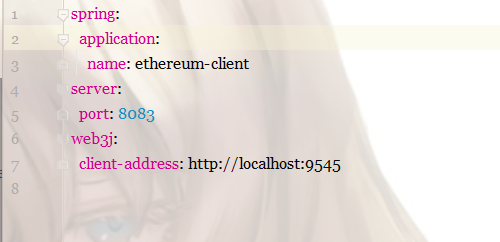 1 spring:
2   application:
3     name: ethereum-client
4 server:
5   port: 8083
6 web3j:
7   client-address: http://localhost:9545
8